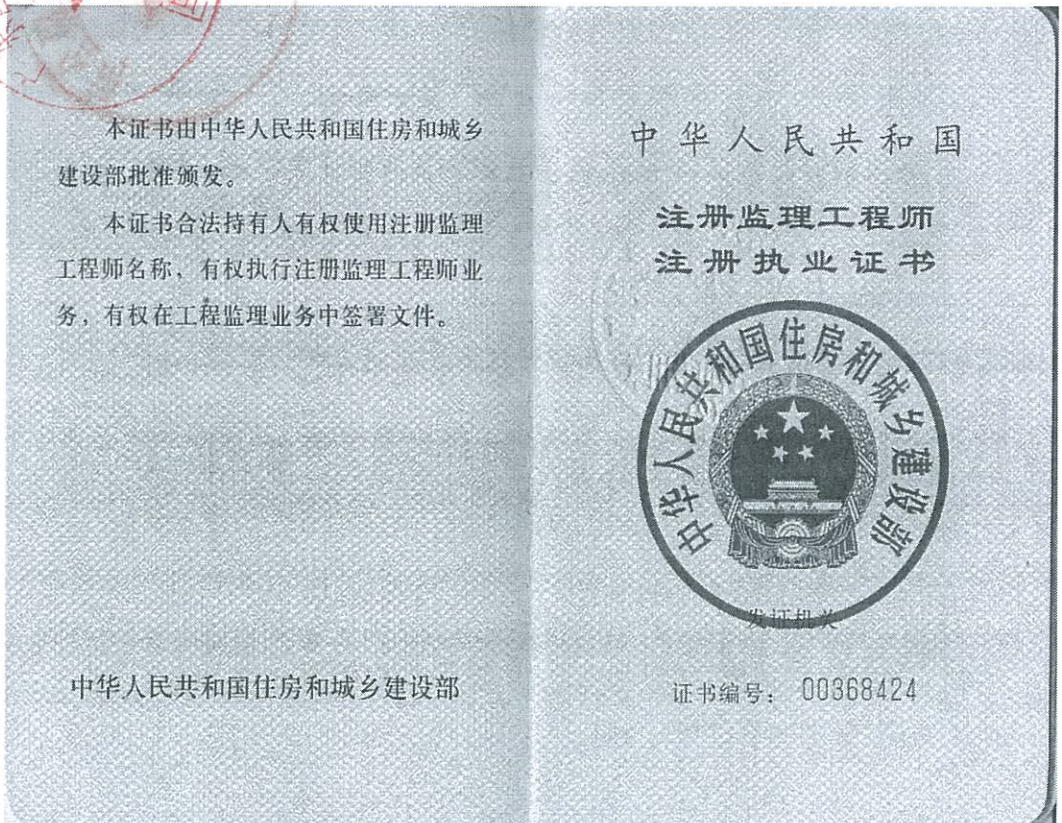 本证书由中华人民共和国住房和城乡
建设部批准颁发。
本证书合法持有人有权使用注册监理
工程师名称、有权执行注册监理工程师业
务，有权在工程监理业务中签署文件。
中华人民共和国住房和城乡建设部
中华人民共和国
注册监理工程师
注册执业证书
中华人民共和国住房和城乡建设部
发证机关
证书编号：00368424